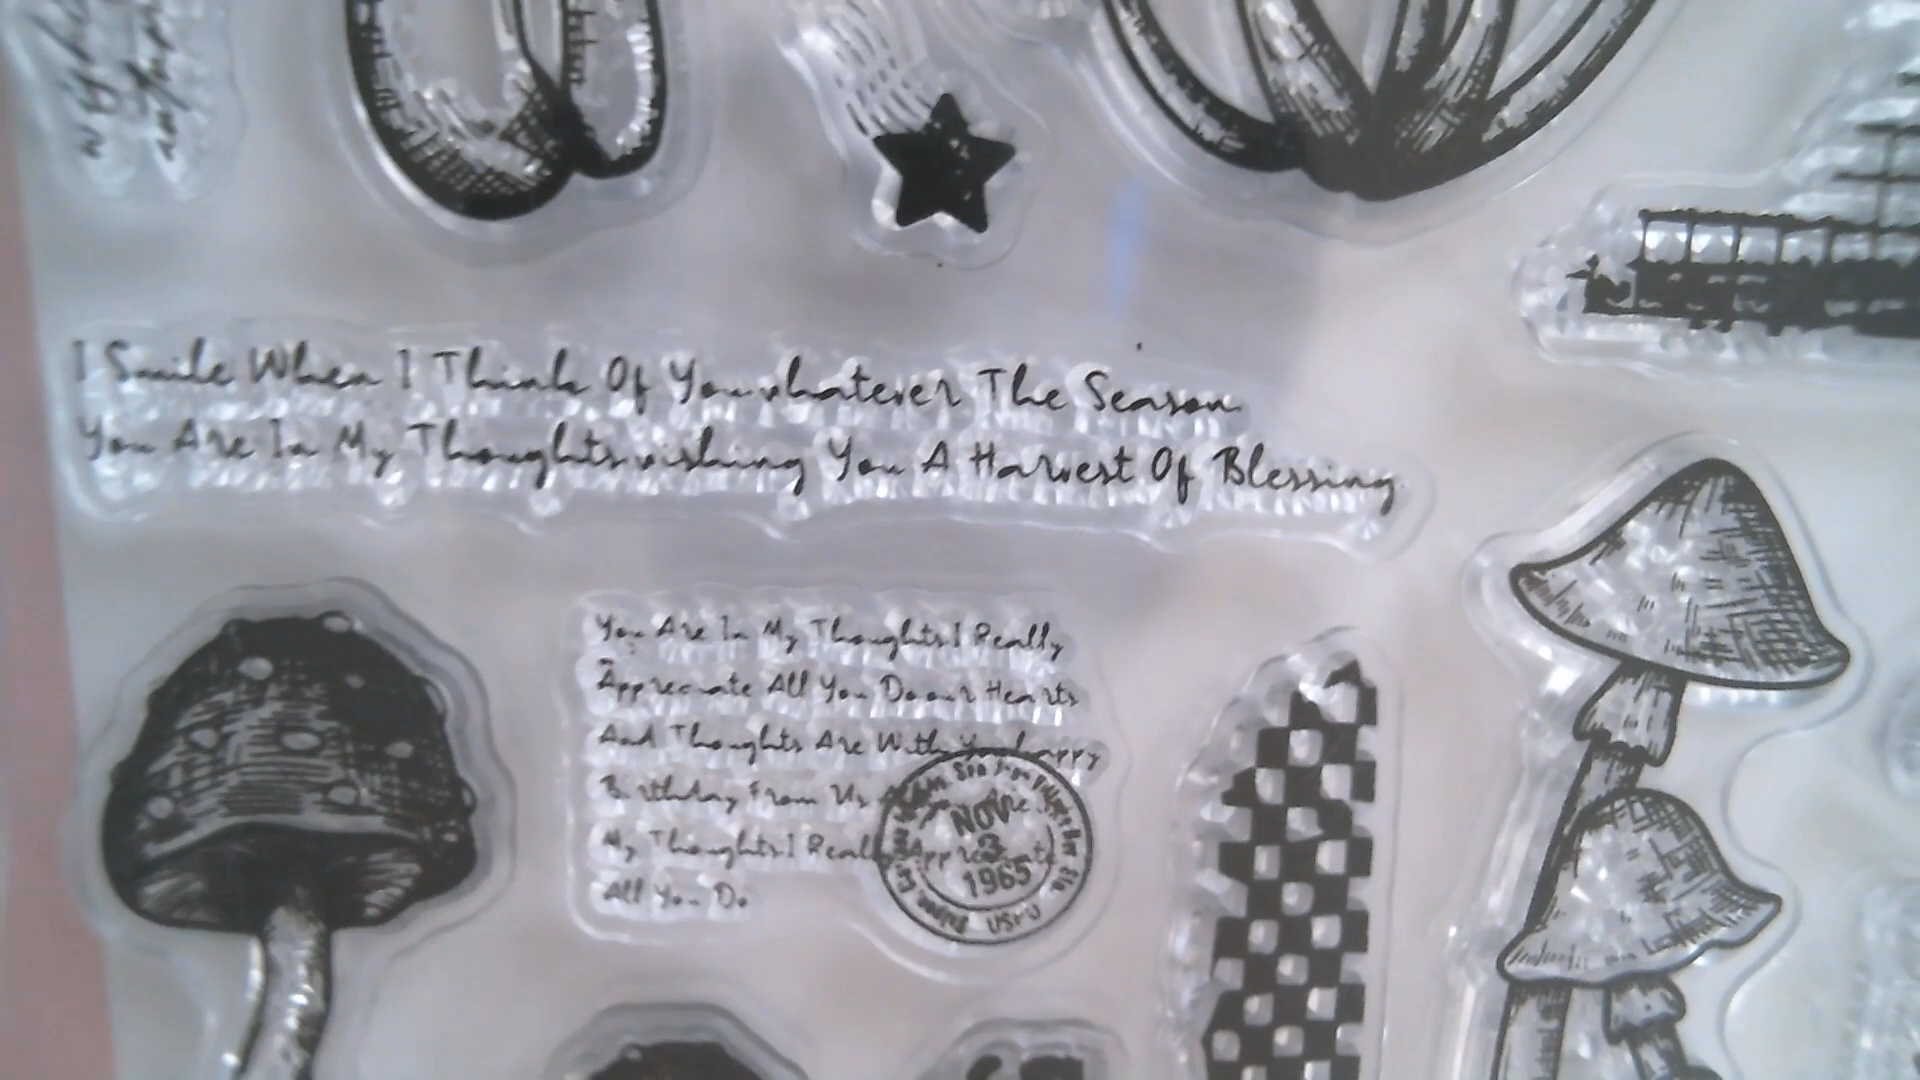 I Smile When I Think Of Youwhatever The Season
You Are In My Thoughtswishing You A Harvest Of Blessing
You Are In My Thoughts I Really
Appreciate All You Doour Hearts
And Thoughts Are With Youhappy
Birthday From Us
My Thoughts I Really Appreciate
All You Do
NOV
3
1965